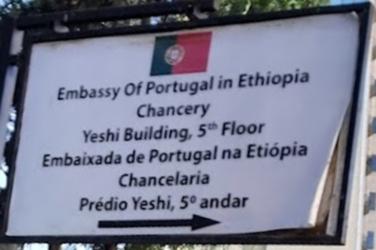 Embassy Of Portugal in Ethiopia
Chancery
Yeshi Building, 5th Floor
Embaixada de Portugal na Etiópia
Chancelaria
Prédio Yeshi, 5º andar